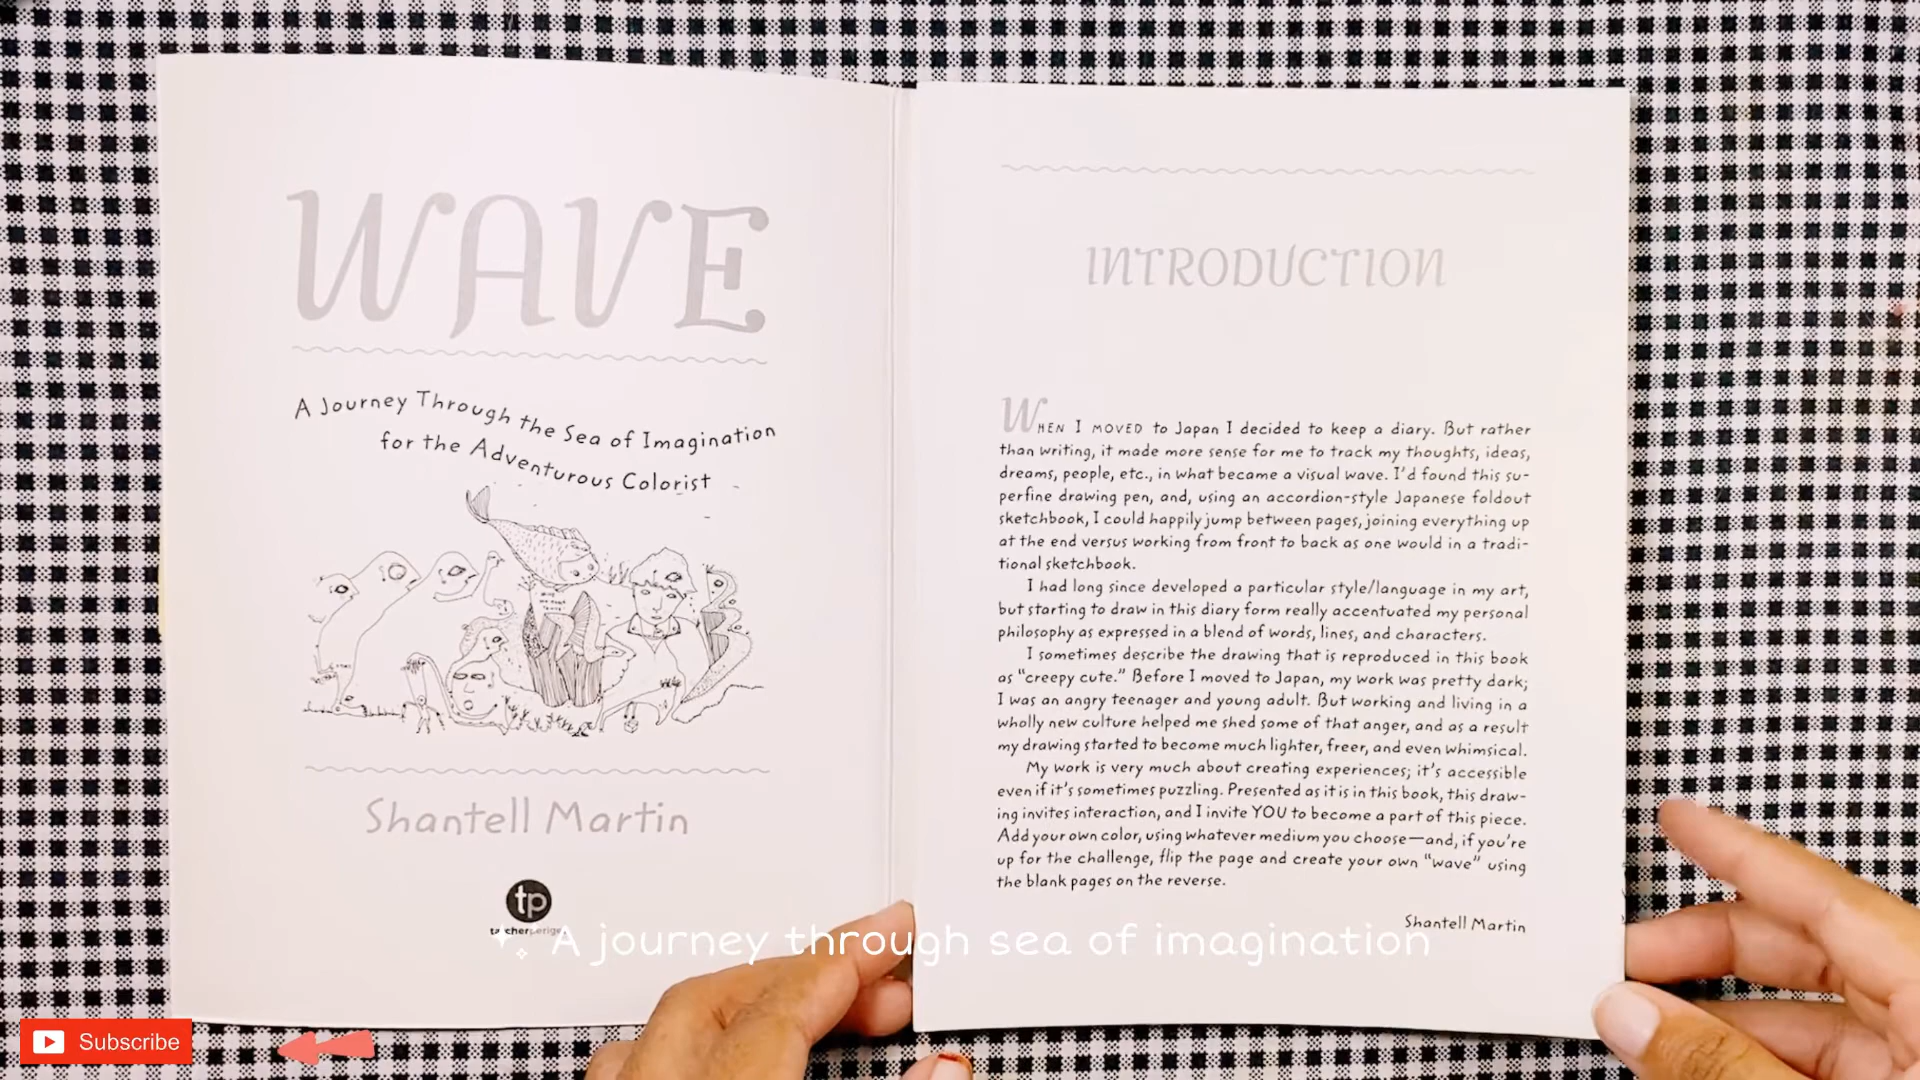 WAVE
A Journey Through the Sea of Imagination
for the Adventurous Colorist
Shantell Martin
tp
INTRODUCTION
WHEN I MOVED to Japan I decided to keep a diary. But rather
than writing, it made more sense for me to track my thoughts, ideas,
dreams, people, etc., in what became a visual wave. I'd found this su-
perfine drawing pen, and, using an accordion-style Japanese foldout
sketchbook, I could happily jump between pages, joining everything up
at the end versus working from front to back as one would in a tradi-
tional sketchbook.
I had long since developed a particular style/language in my art,
but starting to draw in this diary form really accentuated my personal
philosophy as expressed in a blend of words, lines, and characters.
I sometimes describe the drawing that is reproduced in this book
as "creepy cute." Before I moved to Japan, my work was pretty dark;
I was an angry teenager and young adult. But working and living in a
wholly new culture helped me shed some of that anger, and as a result
my drawing started to become much lighter, freer, and even whimsical.
My work is very much about creating experiences; it's accessible
even if it's sometimes puzzling. Presented as it is in this book, this draw-
ing invites interaction, and I invite YOU to become a part of this piece.
Add your own color, using whatever medium you choose—and, if you're
up for the challenge, flip the page and create your own "wave" using
the blank pages on the reverse.
Shantell Martin
A journey through sea of imagination
Subscribe